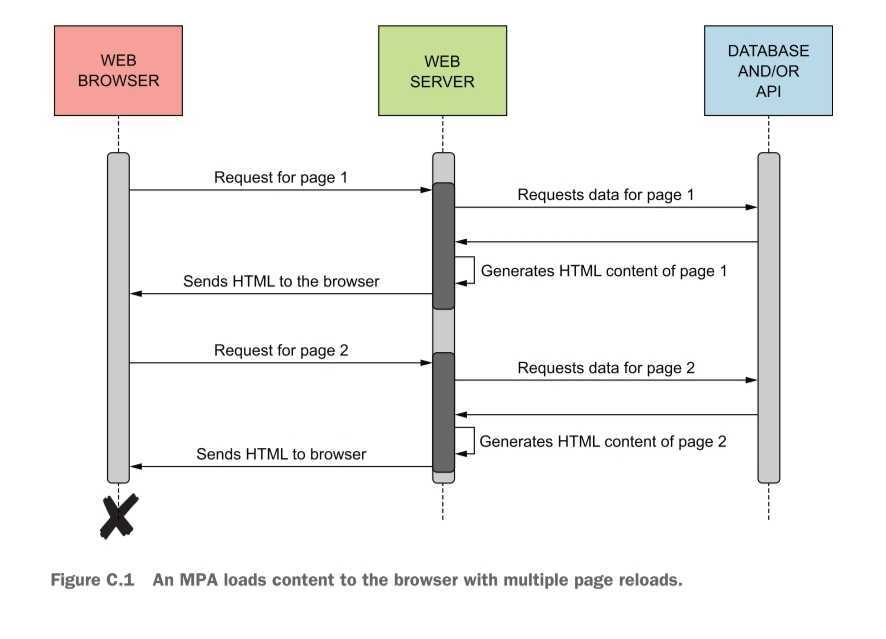 WEB
BROWSER
WEB
SERVER
DATABASE
AND/OR
API
Request for page 1
Requests data for page 1
Generates HTML content of page 1
Sends HTML to the browser
Request for page 2
Requests data for page 2
Generates HTML content of page 2
Sends HTML to browser
Figure C.1 An MPA loads content to the browser with multiple page reloads.